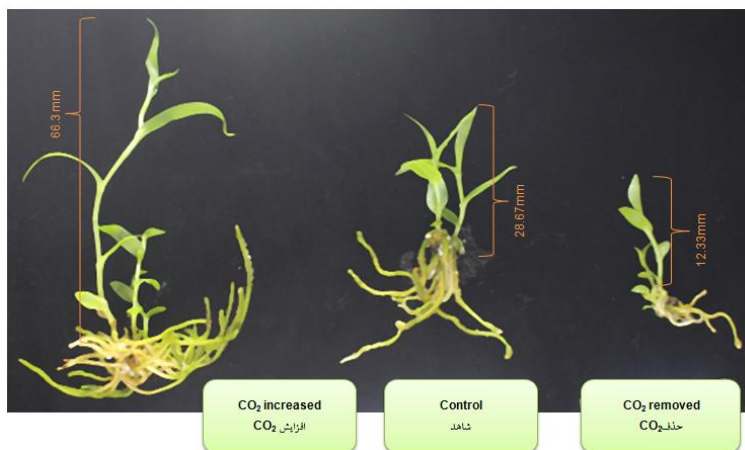 66.3mm
28.67mm
12.33mm
CO₂ increased
افزایش CO₂
Control
شاهد
CO₂ removed
حذف CO₂